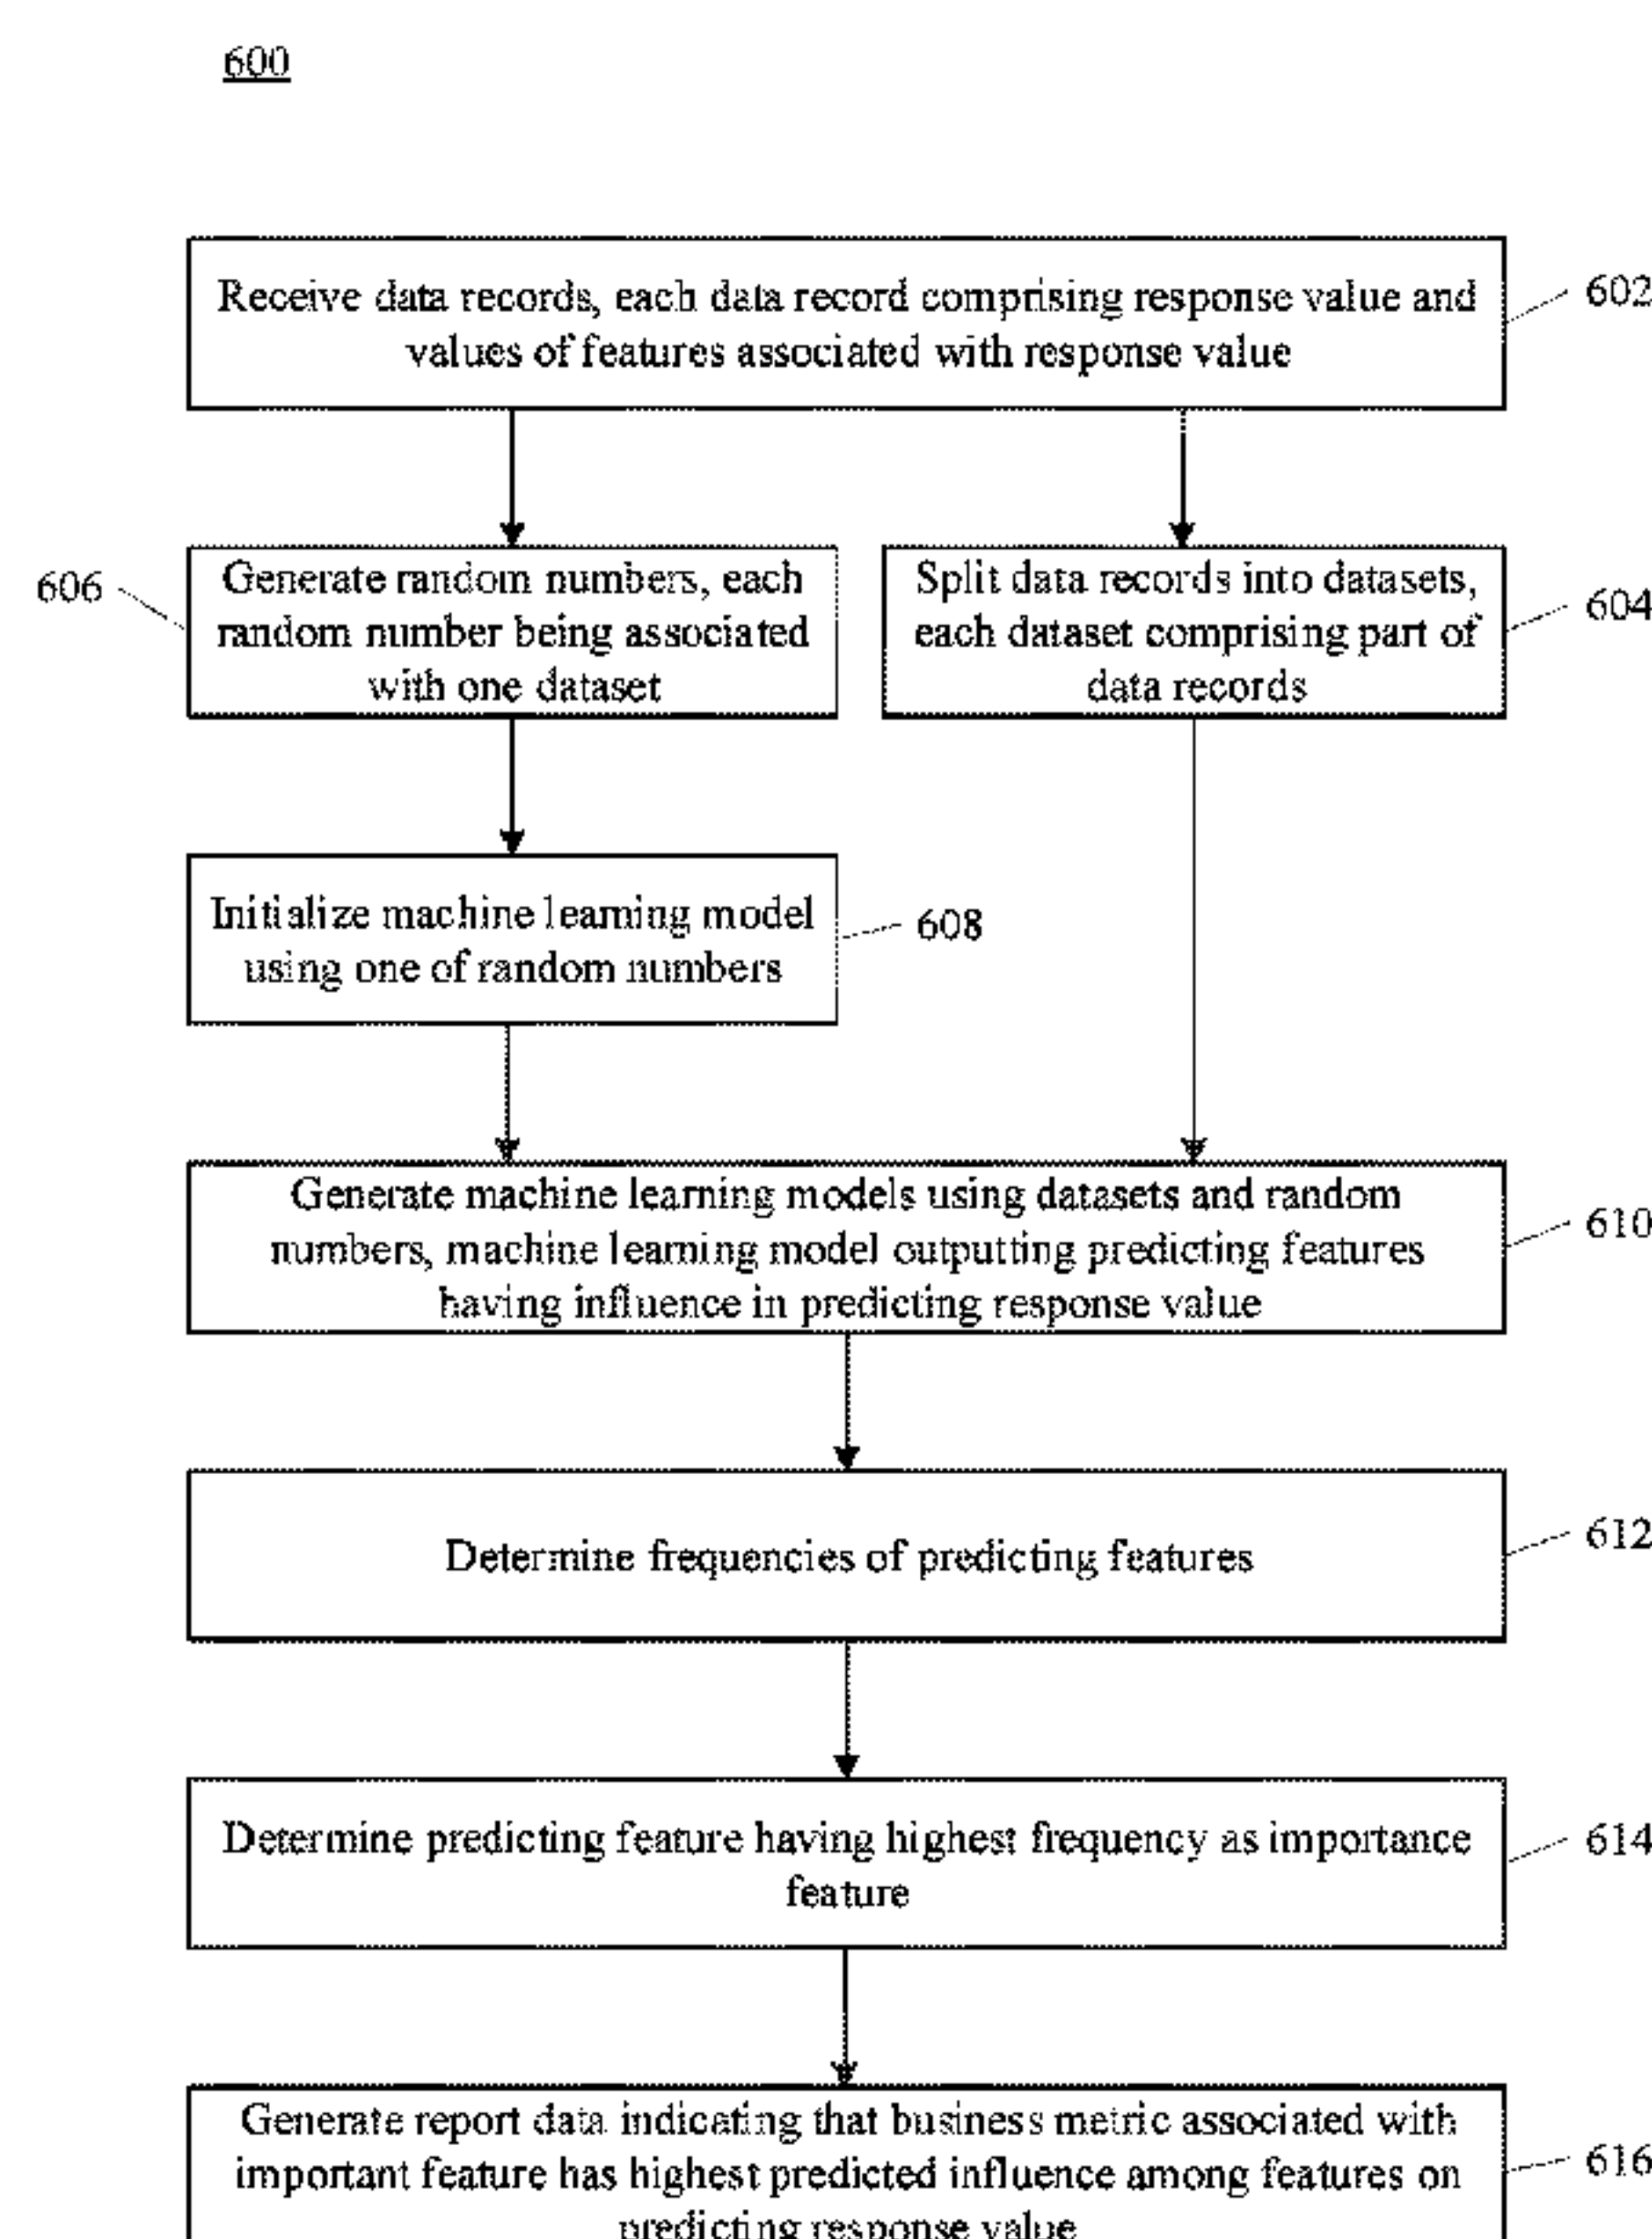 600
Receive data records, each data record comprising response value and
values of features associated with response value
602
606
Generate random numbers, each
random number being associated
with one dataset
Split data records into datasets,
each dataset comprising part of
data records
604
Initialize machine learning model
using one of random numbers
608
Generate machine learning models using datasets and random
numbers, machine learning model outputting predicting features
having influence in predicting response value
610
Determine frequencies of predicting features
612
Determine predicting feature having highest frequency as importance
feature
614
Generate report data indicating that business metric associated with
important feature has highest predicted influence among features on
predicting response value
616